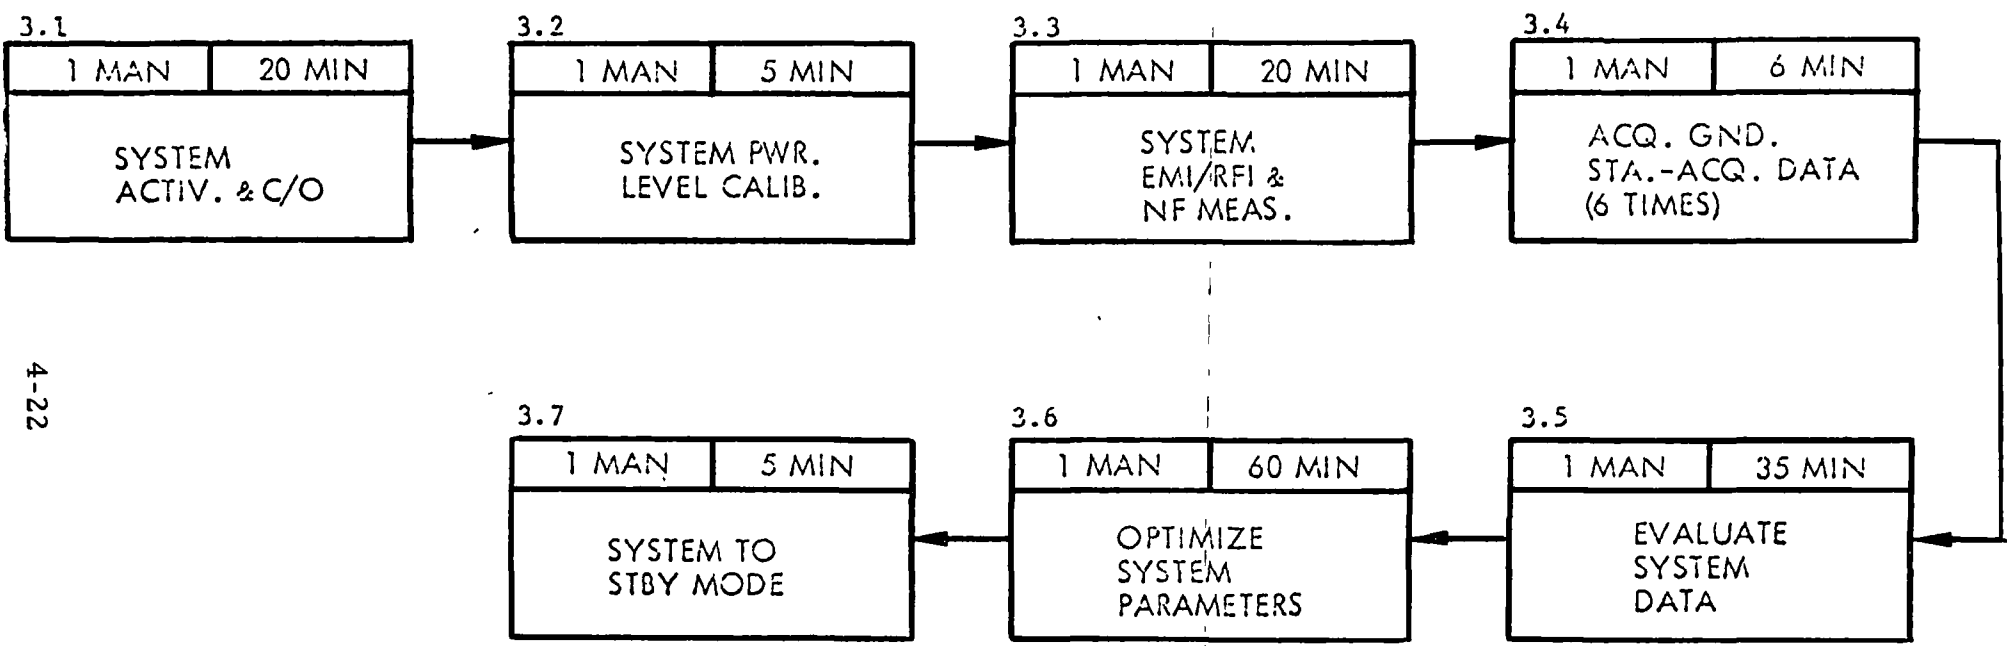 3.1
1 MAN 20 MIN
SYSTEM
ACTIV. & C/O
3.2
1 MAN 5 MIN
SYSTEM PWR.
LEVEL CALIB.
3.3
1 MAN 20 MIN
SYSTEM
EMI/RFI &
NF MEAS.
3.4
1 MAN 6 MIN
ACQ. GND.
STA.-ACQ. DATA
(6 TIMES)
3.5
1 MAN 35 MIN
EVALUATE
SYSTEM
DATA
3.6
1 MAN 60 MIN
OPTIMIZE
SYSTEM
PARAMETERS
3.7
1 MAN 5 MIN
SYSTEM TO
STBY MODE
4-22